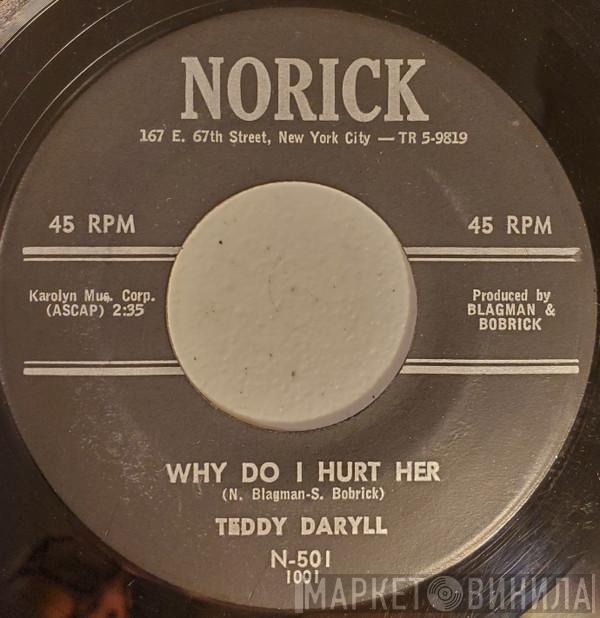 NORICK
167 E. 67th Street, New York City — TR 5-9819
45 RPM
45 RPM
Karolyn Mus. Corp.
(ASCAP) 2:35
Produced by
BLAGMAN &
BOBRICK
WHY DO I HURT HER
(N. Blagman-S. Bobrick)
TEDDY DARYLL
N-501
1001
МАРКЕТ ВИНИЛА